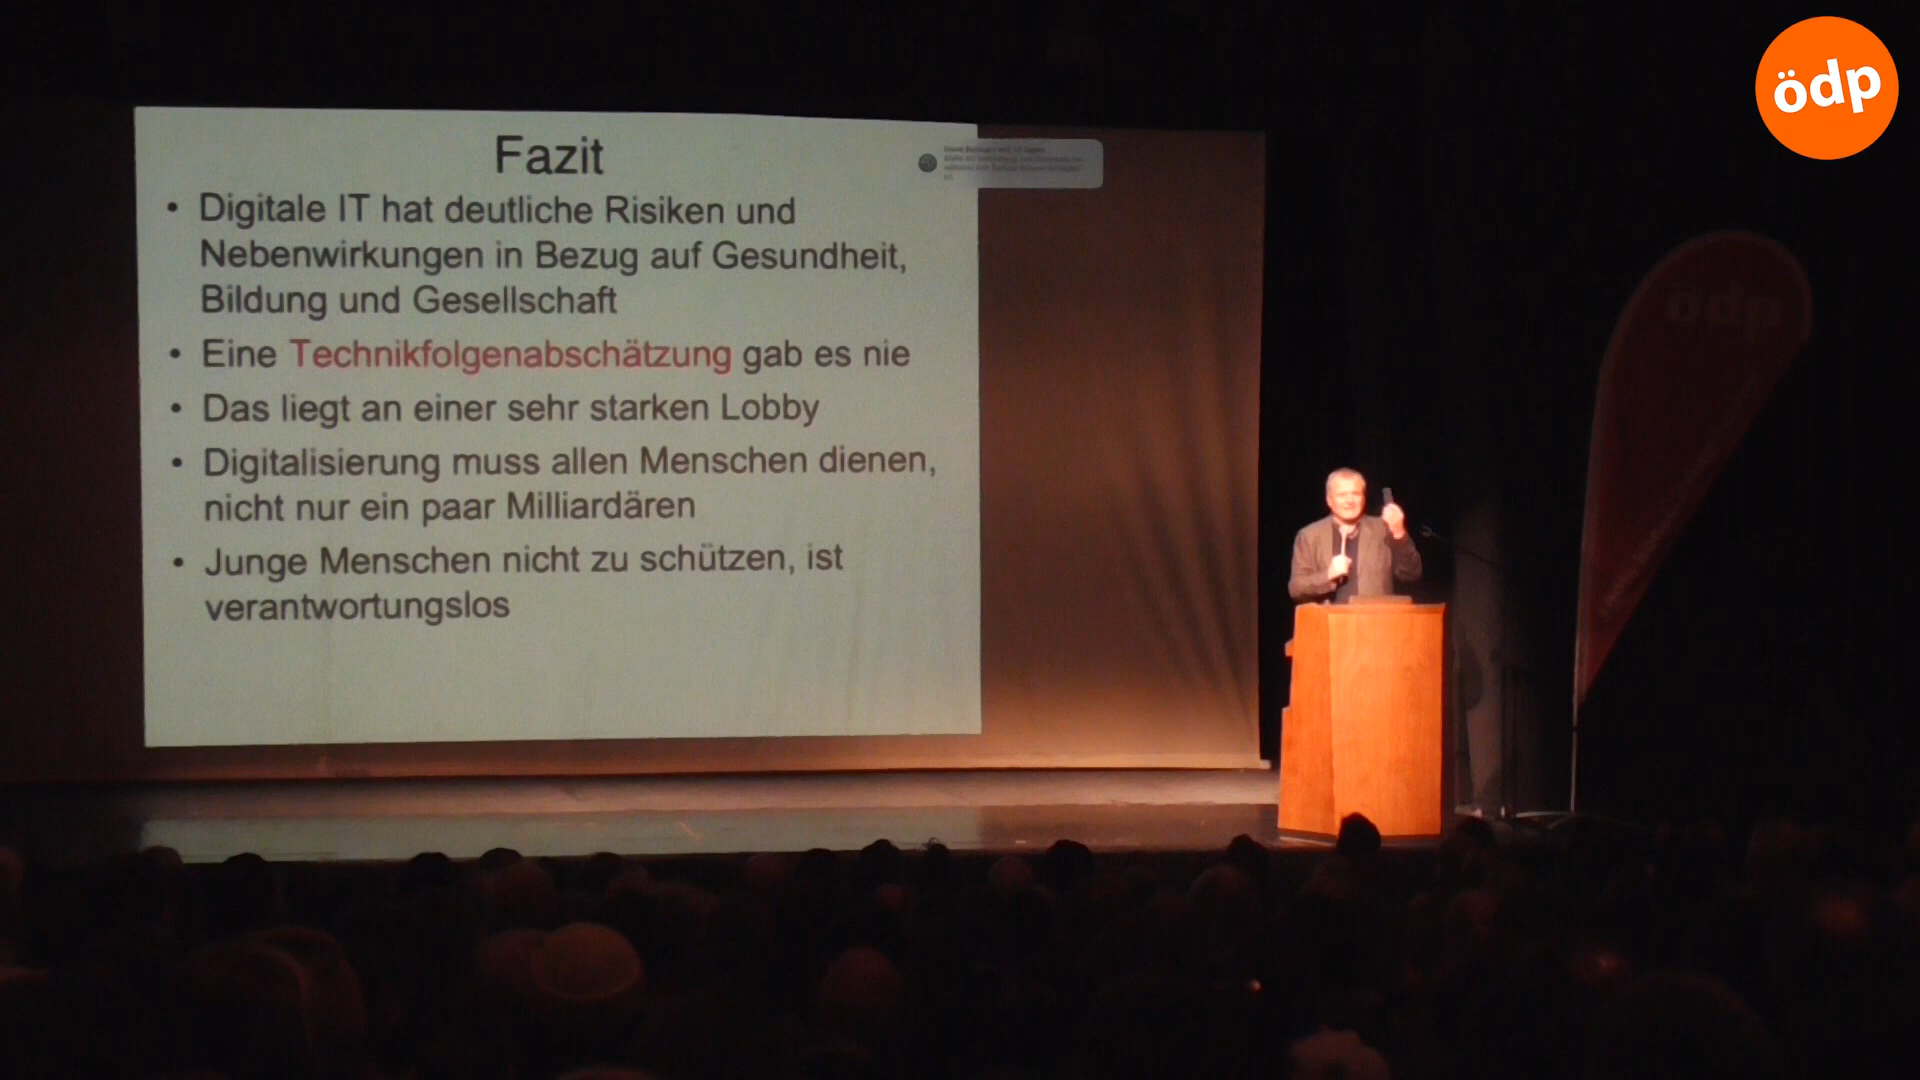 ödp
Fazit
• Digitale IT hat deutliche Risiken und
Nebenwirkungen in Bezug auf Gesundheit,
Bildung und Gesellschaft
• Eine Technikfolgenabschätzung gab es nie
• Das liegt an einer sehr starken Lobby
• Digitalisierung muss allen Menschen dienen,
nicht nur ein paar Milliardären
• Junge Menschen nicht zu schützen, ist
verantwortungslos
ödp